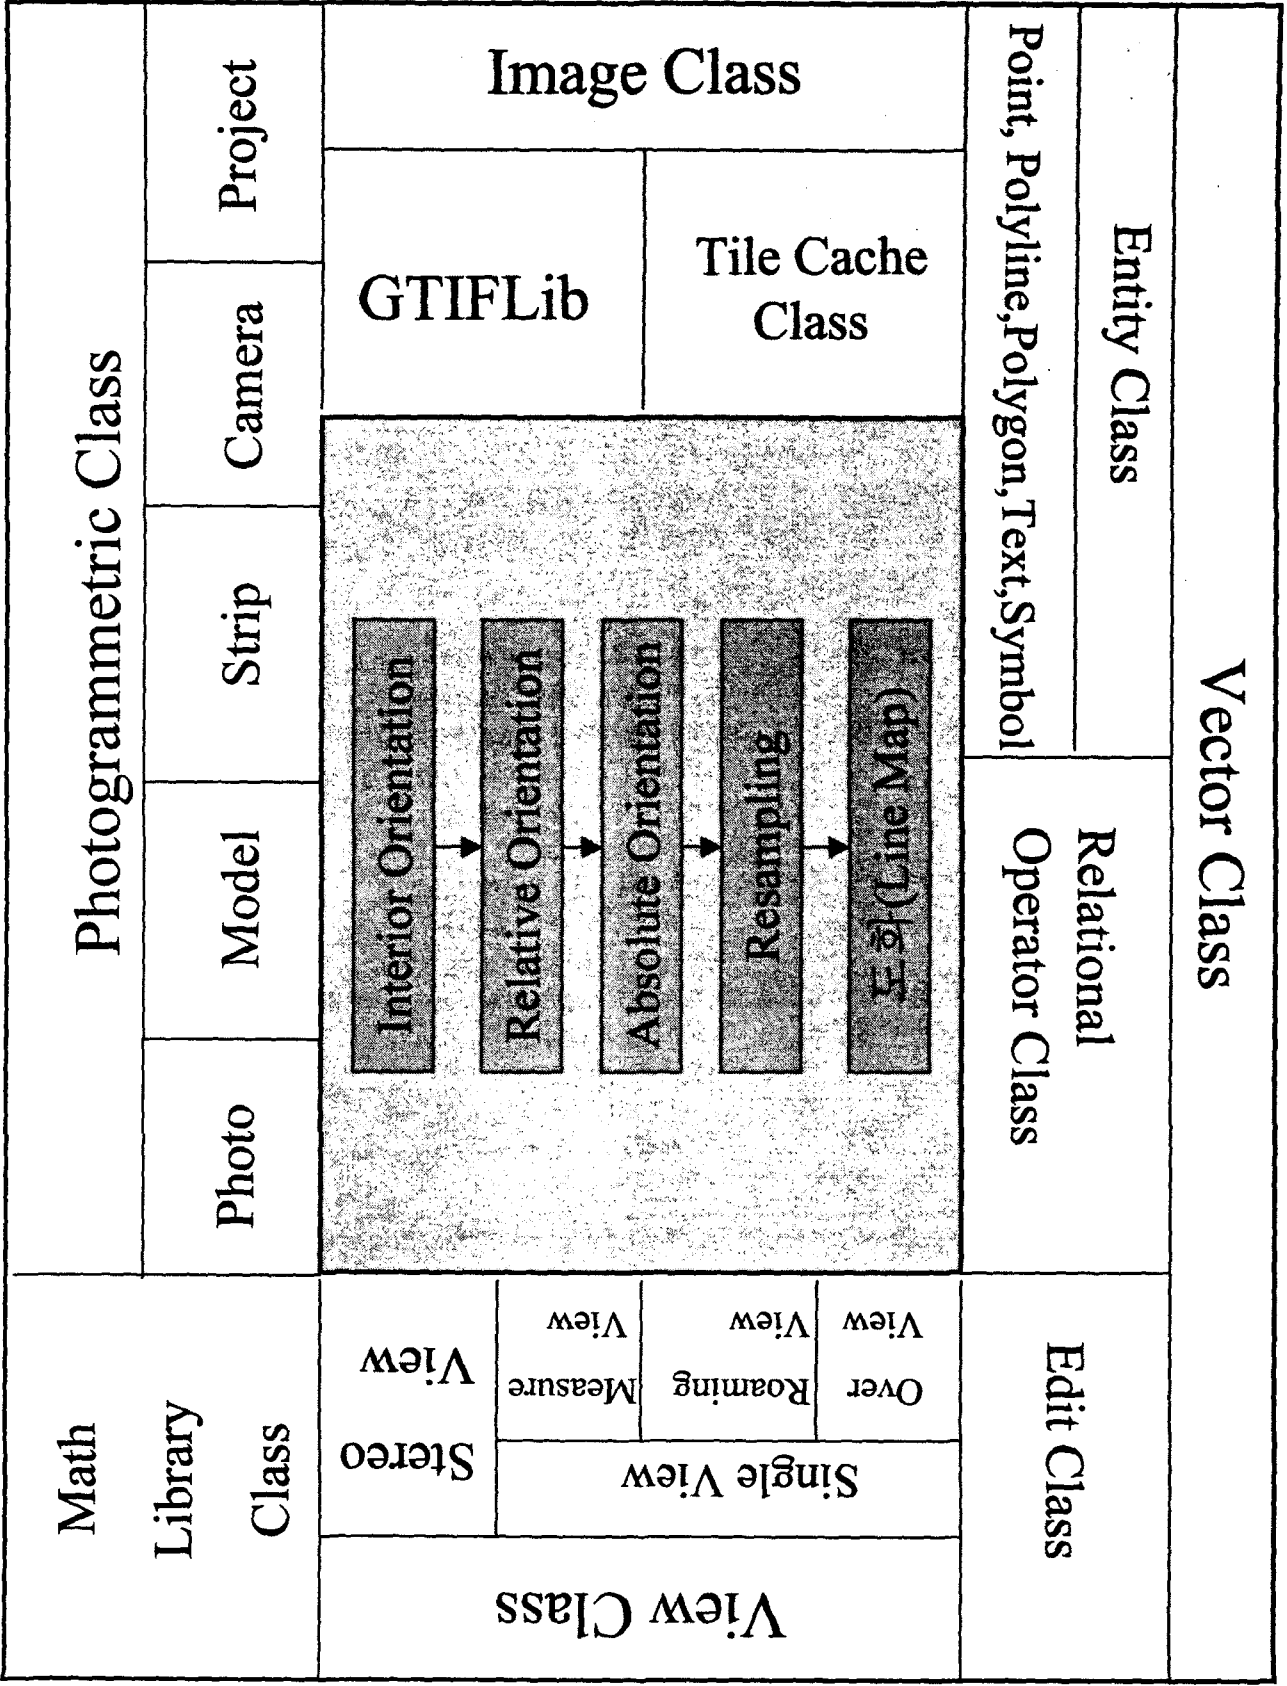 Image Class
GTIFLib
Tile Cache
Class
Photogrammetric Class
Project
Camera
Strip
Model
Photo
Math
Library
Class
Interior Orientation
Relative Orientation
Absolute Orientation
Resampling
도화(Line Map)
Vector Class
Entity Class
Point, Polyline,Polygon,Text,Symbol
Relational
Operator Class
Edit Class
View Class
Single View
Over
View
Roaming
View
Measure
View
Stereo
View